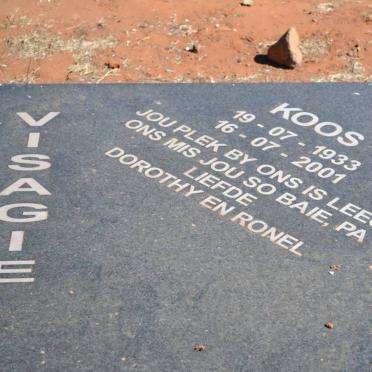 VISAGIE
KOOS
19-07-1933
16-07-2001
JOU PLEK BY ONS IS LEEG
ONS MIS JOU SO BAIE, PA
LIEFDE
DOROTHY EN RONEL